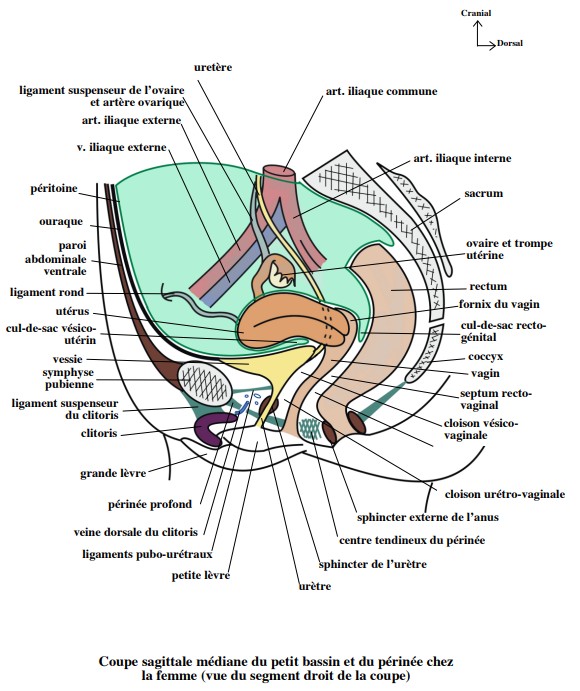 Cranial
Dorsal
uretère
ligament suspenseur de l'ovaire
et artère ovarique
art. iliaque commune
art. iliaque externe
v. iliaque externe
art. iliaque interne
péritoine
sacrum
ouraque
paroi
abdominale
ventrale
ovaire et trompe
utérine
ligament rond
rectum
utérus
fornix du vagin
cul-de-sac vésico-
utérin
cul-de-sac recto-
génital
vessie
coccyx
symphyse
pubienne
vagin
septum recto-
vaginal
ligament suspenseur
du clitoris
cloison vésico-
vaginale
clitoris
grande lèvre
cloison urétro-vaginale
périnée profond
sphincter externe de l'anus
veine dorsale du clitoris
centre tendineux du périnée
ligaments pubo-urétraux
sphincter de l'urètre
petite lèvre
urètre
Coupe sagittale médiane du petit bassin et du périnée chez
la femme (vue du segment droit de la coupe)